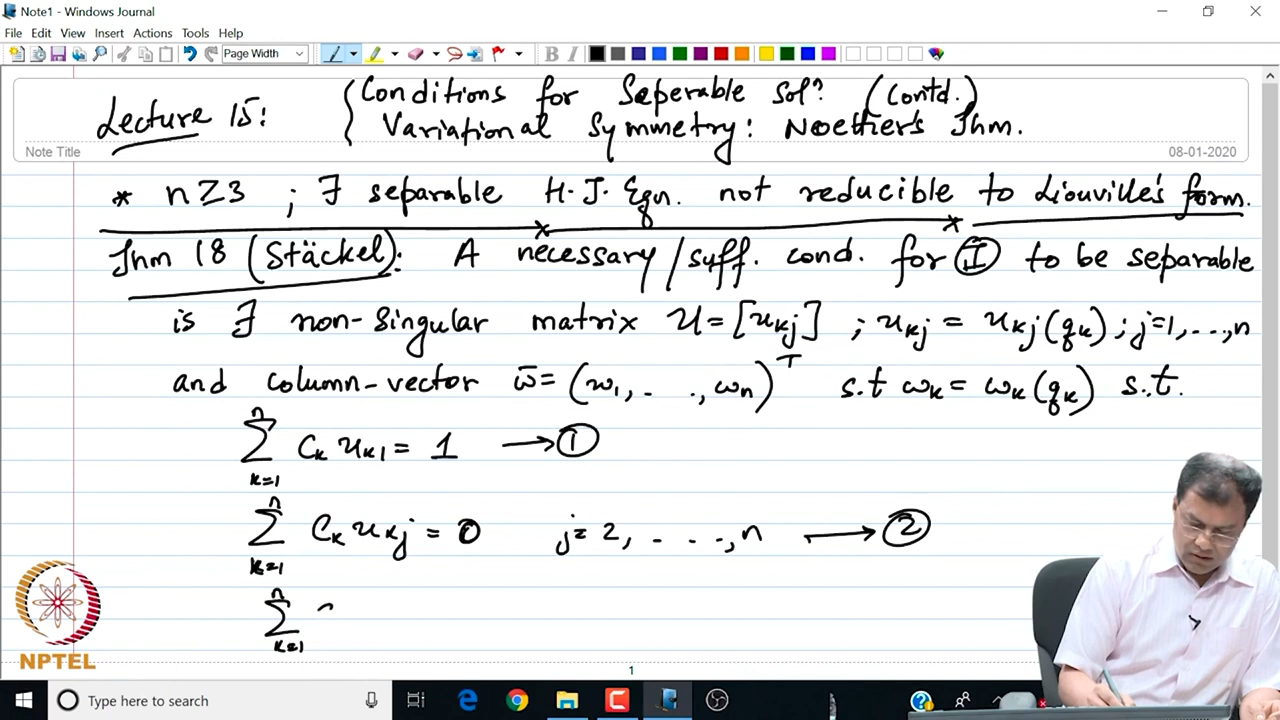 Note1 - Windows Journal
File Edit View Insert Actions Tools Help
Page Width
B I
Lecture 15: Conditions for Seperable Solⁿ (Contd.)
Variational Symmetry: Noether's Thm.
Note Title
08-01-2020
* n≥3 ; ∃ separable H-J. Eqn. not reducible to Liouville's form.
Thm 18 (Stäckel): A necessary/suff. cond. for Ⓘ to be separable
is ∃ non-singular matrix U = [u_kj] ; u_kj = u_kj(q_k) ; j=1,...,n
and column-vector w̄ = (w_1, . . ., w_n)^T s.t w_k = w_k(q_k) s.t.
∑_{k=1}^{n} C_k u_k1 = 1 → ①
∑_{k=1}^{n} C_k u_kj = 0 j=2, . . ., n → ②
∑_{k=1}^{n}
NPTEL
1
Type here to search